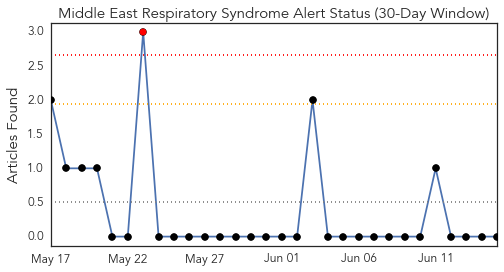 Middle East Respiratory Syndrome Alert Status (30-Day Window)
Articles Found
3.0
2.5
2.0
1.5
1.0
0.5
0.0
May 17 May 22 May 27 Jun 01 Jun 06 Jun 11